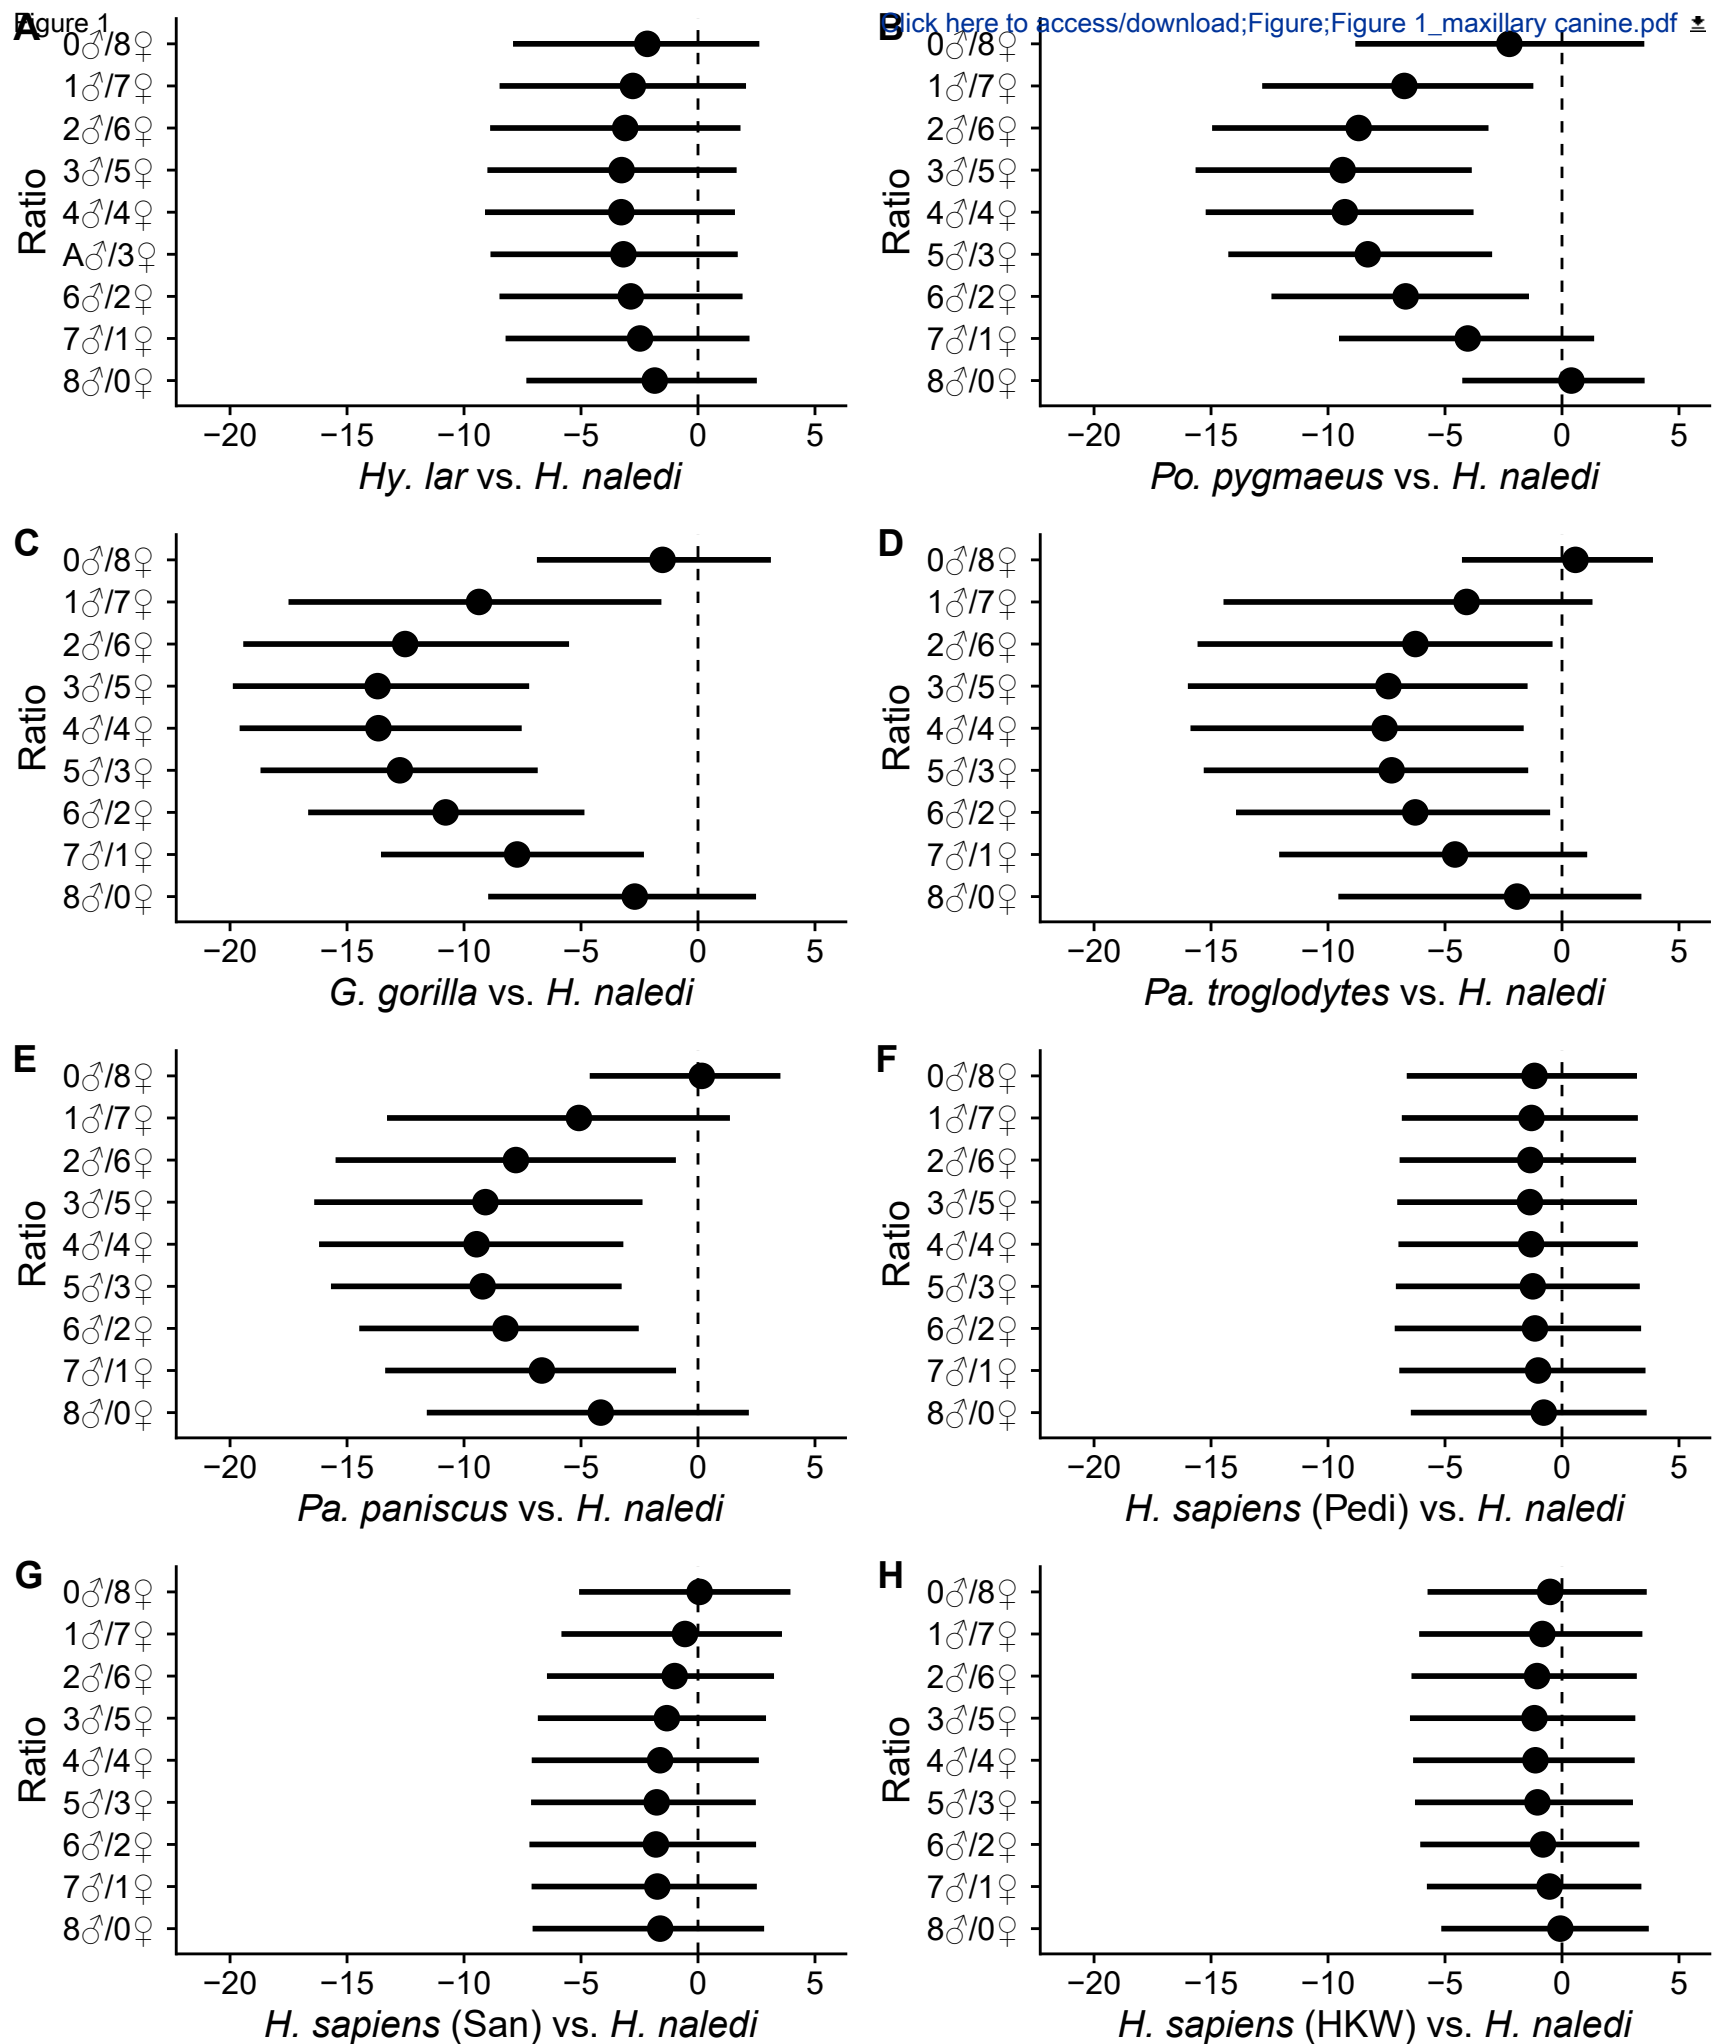 Figure 1
Click here to access/download;Figure;Figure 1_maxillary canine.pdf
A
Ratio
0♂/8♀
1♂/7♀
2♂/6♀
3♂/5♀
4♂/4♀
A♂/3♀
6♂/2♀
7♂/1♀
8♂/0♀
−20 −15 −10 −5 0 5
Hy. lar vs. H. naledi
B
Ratio
0♂/8♀
1♂/7♀
2♂/6♀
3♂/5♀
4♂/4♀
5♂/3♀
6♂/2♀
7♂/1♀
8♂/0♀
−20 −15 −10 −5 0 5
Po. pygmaeus vs. H. naledi
C
Ratio
0♂/8♀
1♂/7♀
2♂/6♀
3♂/5♀
4♂/4♀
5♂/3♀
6♂/2♀
7♂/1♀
8♂/0♀
−20 −15 −10 −5 0 5
G. gorilla vs. H. naledi
D
Ratio
0♂/8♀
1♂/7♀
2♂/6♀
3♂/5♀
4♂/4♀
5♂/3♀
6♂/2♀
7♂/1♀
8♂/0♀
−20 −15 −10 −5 0 5
Pa. troglodytes vs. H. naledi
E
Ratio
0♂/8♀
1♂/7♀
2♂/6♀
3♂/5♀
4♂/4♀
5♂/3♀
6♂/2♀
7♂/1♀
8♂/0♀
−20 −15 −10 −5 0 5
Pa. paniscus vs. H. naledi
F
Ratio
0♂/8♀
1♂/7♀
2♂/6♀
3♂/5♀
4♂/4♀
5♂/3♀
6♂/2♀
7♂/1♀
8♂/0♀
−20 −15 −10 −5 0 5
H. sapiens (Pedi) vs. H. naledi
G
Ratio
0♂/8♀
1♂/7♀
2♂/6♀
3♂/5♀
4♂/4♀
5♂/3♀
6♂/2♀
7♂/1♀
8♂/0♀
−20 −15 −10 −5 0 5
H. sapiens (San) vs. H. naledi
H
Ratio
0♂/8♀
1♂/7♀
2♂/6♀
3♂/5♀
4♂/4♀
5♂/3♀
6♂/2♀
7♂/1♀
8♂/0♀
−20 −15 −10 −5 0 5
H. sapiens (HKW) vs. H. naledi